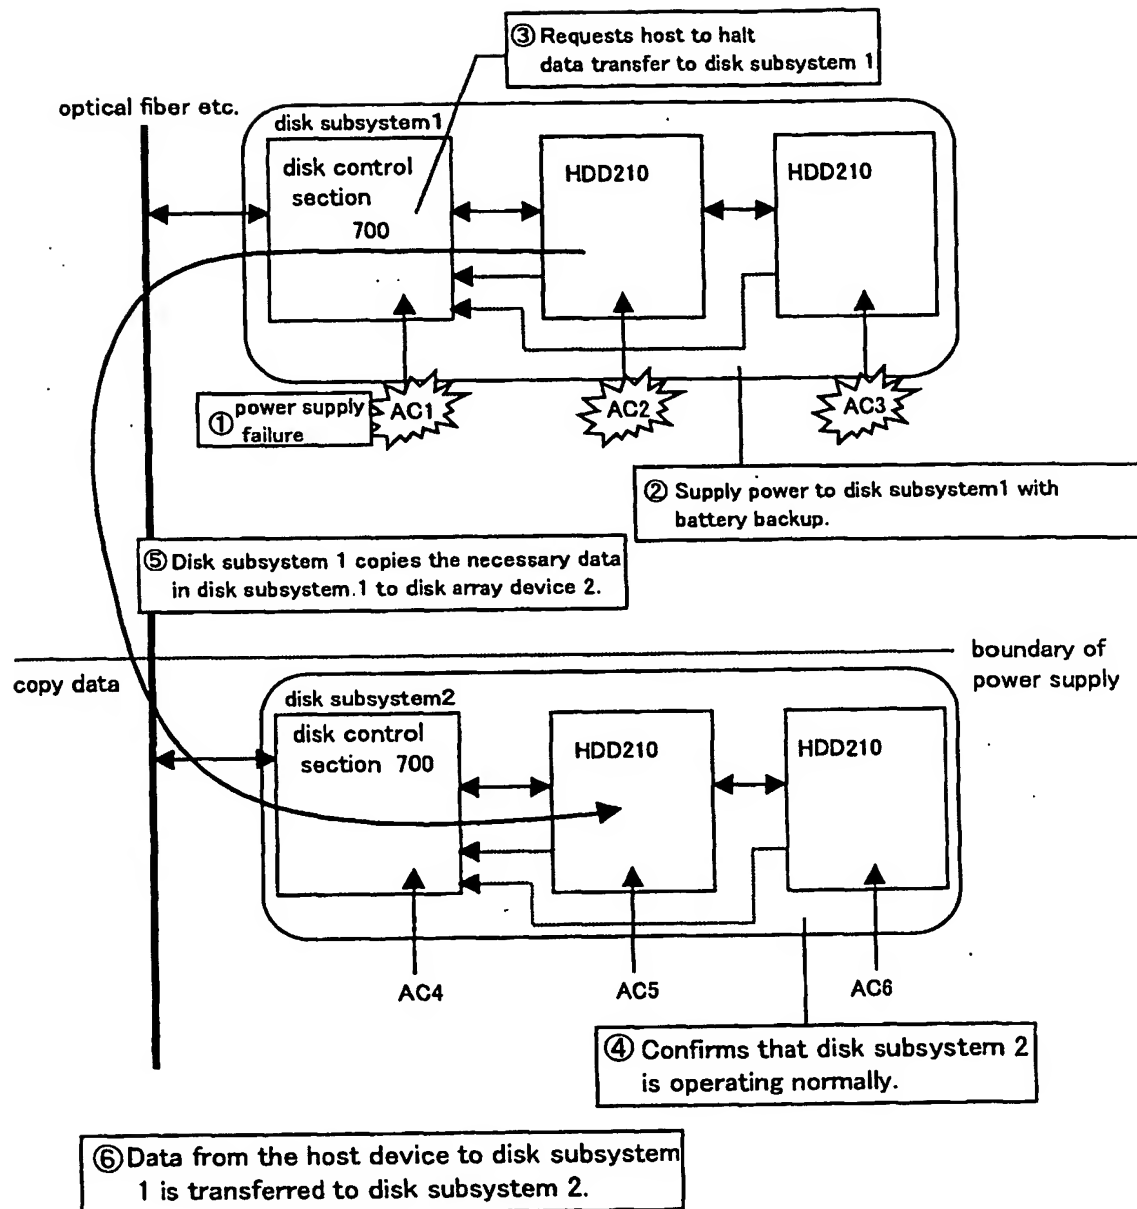 ③ Requests host to halt
data transfer to disk subsystem 1
optical fiber etc.
disk subsystem1
disk control
section
700
HDD210
HDD210
① power supply
failure
AC1
AC2
AC3
② Supply power to disk subsystem1 with
battery backup.
⑤ Disk subsystem 1 copies the necessary data
in disk subsystem.1 to disk array device 2.
boundary of
power supply
copy data
disk subsystem2
disk control
section 700
HDD210
HDD210
AC4
AC5
AC6
④ Confirms that disk subsystem 2
is operating normally.
⑥ Data from the host device to disk subsystem
1 is transferred to disk subsystem 2.